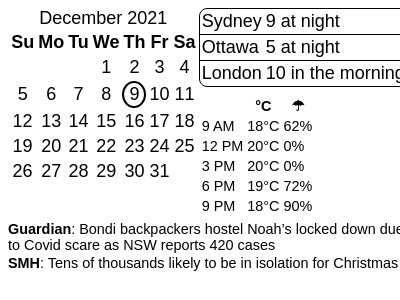 December 2021
Su Mo Tu We Th Fr Sa
1 2 3 4
5 6 7 8 9 10 11
12 13 14 15 16 17 18
19 20 21 22 23 24 25
26 27 28 29 30 31
Sydney 9 at night
Ottawa 5 at night
London 10 in the morning
°C ☂
9 AM 18°C 62%
12 PM 20°C 0%
3 PM 20°C 0%
6 PM 19°C 72%
9 PM 18°C 90%
Guardian: Bondi backpackers hostel Noah’s locked down due
to Covid scare as NSW reports 420 cases
SMH: Tens of thousands likely to be in isolation for Christmas